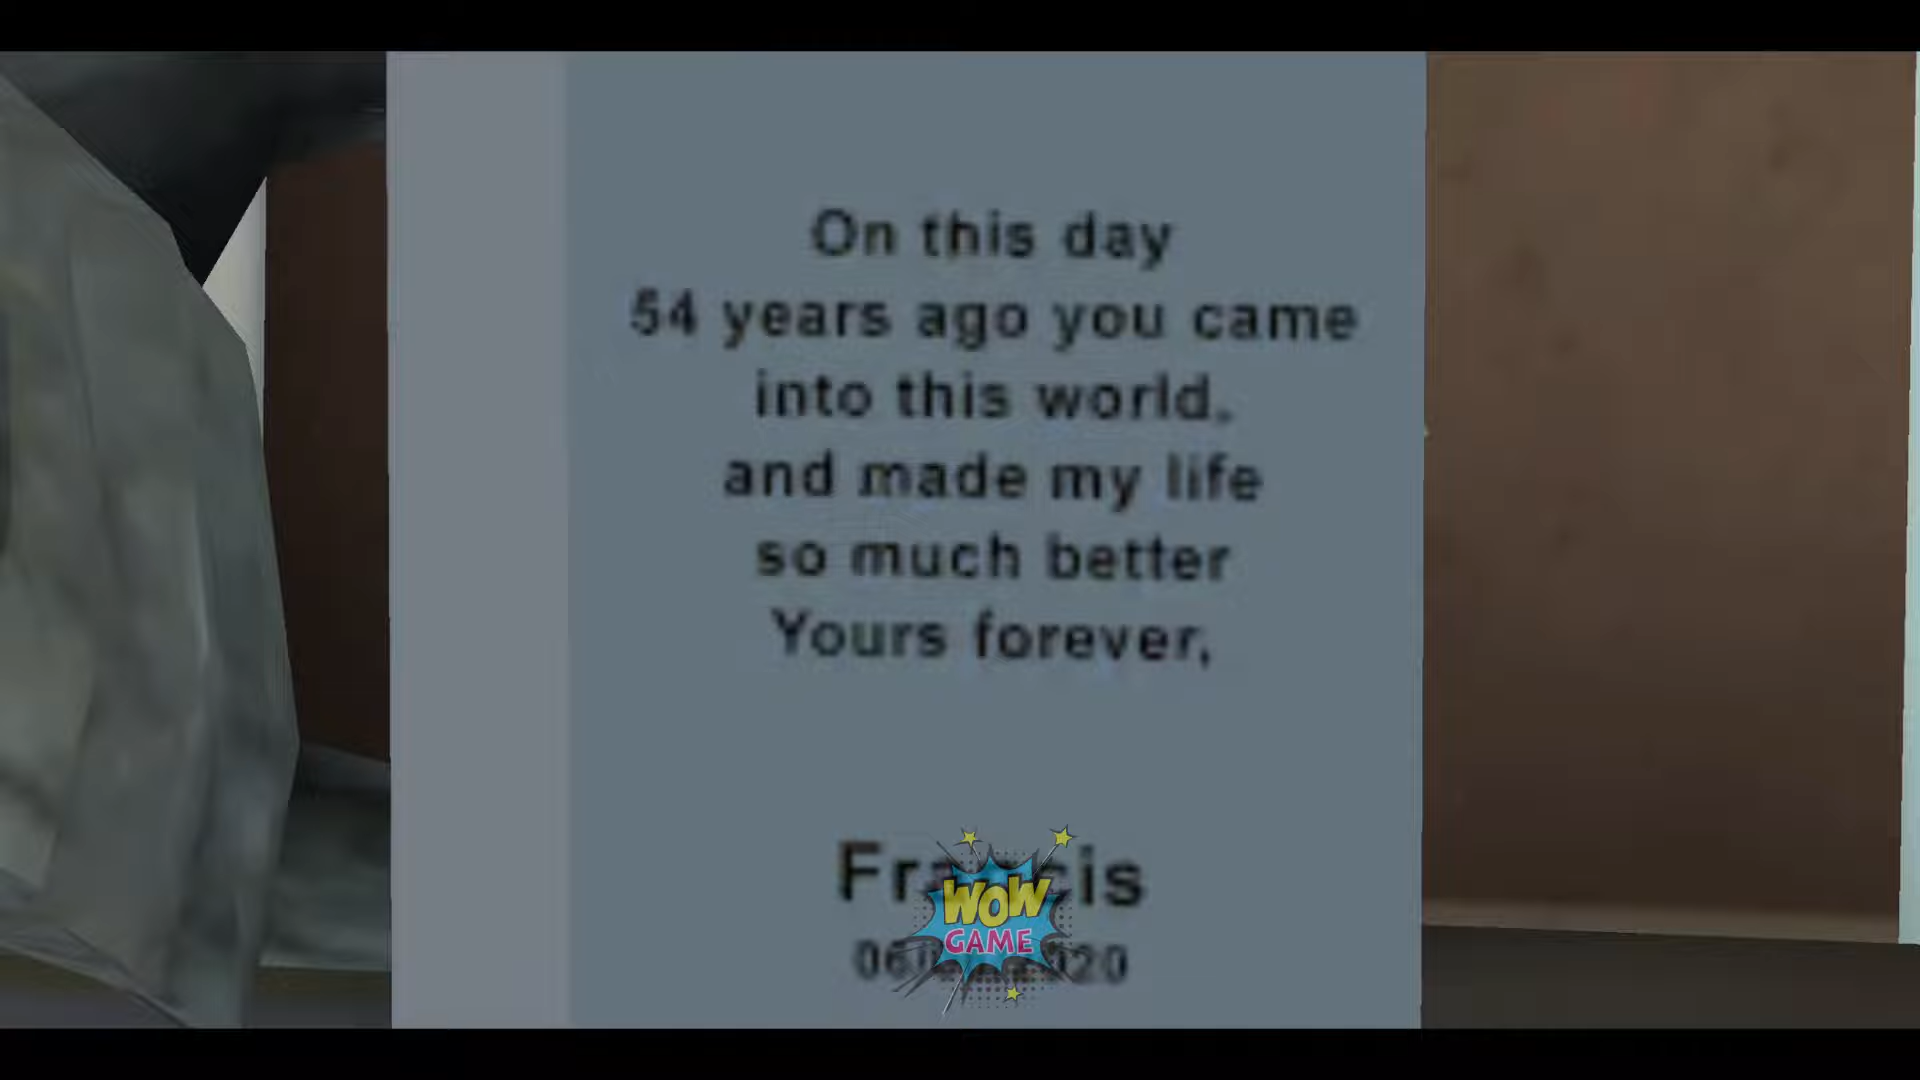 On this day
54 years ago you came
into this world,
and made my life
so much better
Yours forever,
WOW
GAME